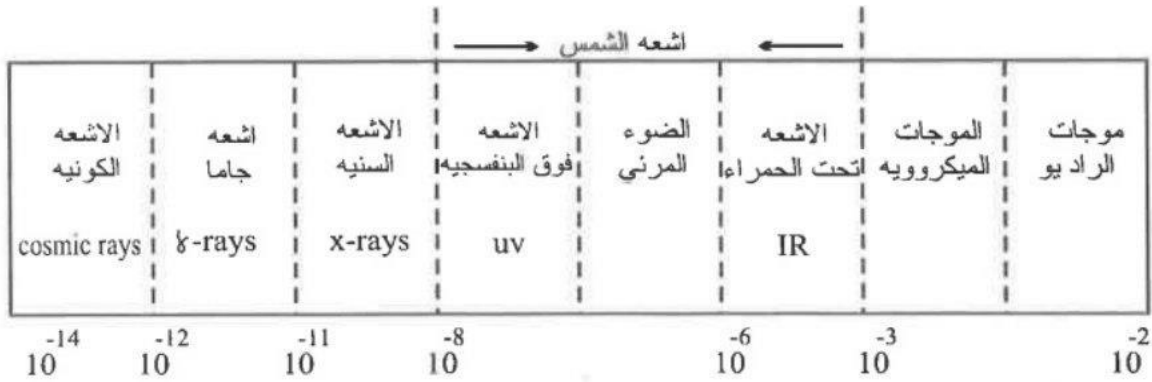 اشعه الشمس
موجات الراديو
الموجات الميكروويه
الاشعه تحت الحمراء
IR
الضوء المرئي
الاشعه فوق البنفسجيه
uv
الاشعه السنيه
x-rays
اشعه جاما
γ-rays
الاشعه الكونيه
cosmic rays
10^-14 10^-12 10^-11 10^-8 10^-6 10^-3 10^-2